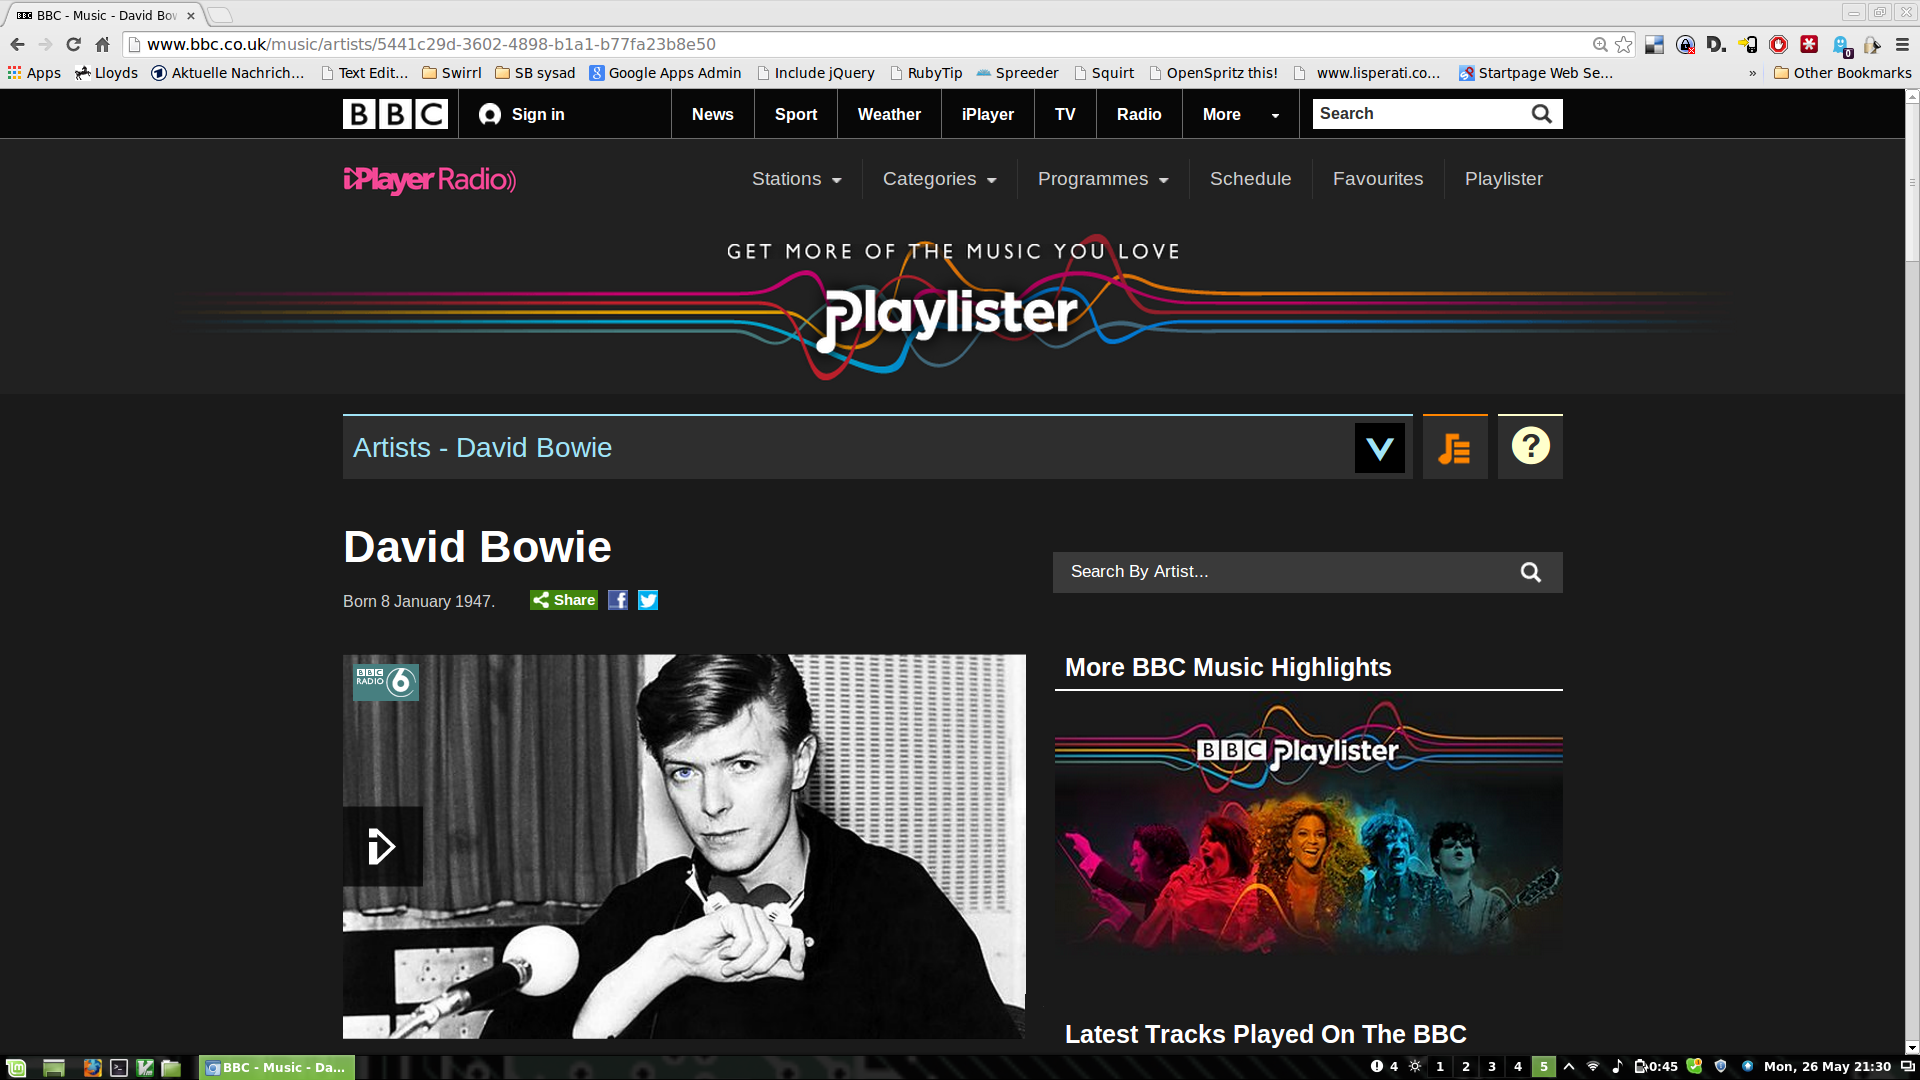 BBC - Music - David Bow
www.bbc.co.uk/music/artists/5441c29d-3602-4898-b1a1-b77fa23b8e50
Apps Lloyds Aktuelle Nachrich... Text Edit... Swirrl SB sysad Google Apps Admin Include jQuery RubyTip Spreeder Squirt OpenSpritz this! www.lisperati.co... Startpage Web Se... » Other Bookmarks
BBC Sign in News Sport Weather iPlayer TV Radio More Search
iPlayer Radio Stations Categories Programmes Schedule Favourites Playlister
GET MORE OF THE MUSIC YOU LOVE
playlister
Artists - David Bowie
?
David Bowie
Search By Artist...
Born 8 January 1947. Share
More BBC Music Highlights
BBC RADIO 6
BBC playlister
Latest Tracks Played On The BBC
BBC - Music - Da... 4 1 2 3 4 5 0:45 Mon, 26 May 21:30